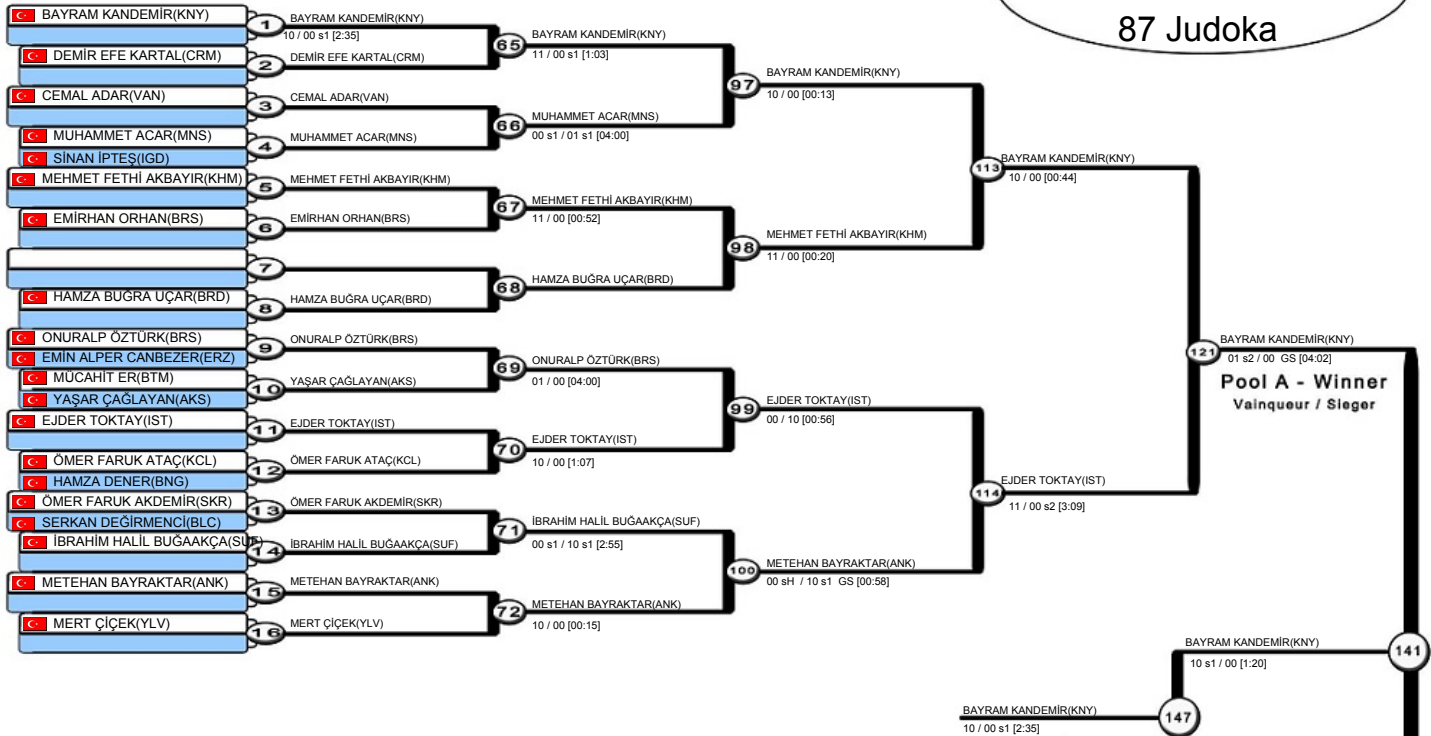 87 Judoka
BAYRAM KANDEMİR(KNY)
DEMİR EFE KARTAL(CRM)
CEMAL ADAR(VAN)
MUHAMMET ACAR(MNS)
SİNAN İPTEŞ(IGD)
MEHMET FETHİ AKBAYIR(KHM)
EMİRHAN ORHAN(BRS)
HAMZA BUĞRA UÇAR(BRD)
ONURALP ÖZTÜRK(BRS)
EMİN ALPER CANBEZER(ERZ)
MÜCAHİT ER(BTM)
YAŞAR ÇAĞLAYAN(AKS)
EJDER TOKTAY(IST)
ÖMER FARUK ATAÇ(KCL)
HAMZA DENER(BNG)
ÖMER FARUK AKDEMİR(SKR)
SERKAN DEĞİRMENCİ(BLC)
İBRAHİM HALİL BUĞAAKÇA(SUF)
METEHAN BAYRAKTAR(ANK)
MERT ÇİÇEK(YLV)
1
BAYRAM KANDEMİR(KNY)
10 / 00 s1 [2:35]
2
DEMİR EFE KARTAL(CRM)
3
CEMAL ADAR(VAN)
4
MUHAMMET ACAR(MNS)
5
MEHMET FETHİ AKBAYIR(KHM)
6
EMİRHAN ORHAN(BRS)
7
8
HAMZA BUĞRA UÇAR(BRD)
9
ONURALP ÖZTÜRK(BRS)
10
YAŞAR ÇAĞLAYAN(AKS)
11
EJDER TOKTAY(IST)
12
ÖMER FARUK ATAÇ(KCL)
13
ÖMER FARUK AKDEMİR(SKR)
14
İBRAHİM HALİL BUĞAAKÇA(SUF)
15
METEHAN BAYRAKTAR(ANK)
16
MERT ÇİÇEK(YLV)
65
BAYRAM KANDEMİR(KNY)
11 / 00 s1 [1:03]
66
MUHAMMET ACAR(MNS)
00 s1 / 01 s1 [04:00]
67
MEHMET FETHİ AKBAYIR(KHM)
11 / 00 [00:52]
68
HAMZA BUĞRA UÇAR(BRD)
69
ONURALP ÖZTÜRK(BRS)
01 / 00 [04:00]
70
EJDER TOKTAY(IST)
10 / 00 [1:07]
71
İBRAHİM HALİL BUĞAAKÇA(SUF)
00 s1 / 10 s1 [2:55]
72
METEHAN BAYRAKTAR(ANK)
10 / 00 [00:15]
97
BAYRAM KANDEMİR(KNY)
10 / 00 [00:13]
98
MEHMET FETHİ AKBAYIR(KHM)
11 / 00 [00:20]
99
EJDER TOKTAY(IST)
00 / 10 [00:56]
100
METEHAN BAYRAKTAR(ANK)
00 sH / 10 s1 GS [00:58]
113
BAYRAM KANDEMİR(KNY)
10 / 00 [00:44]
114
EJDER TOKTAY(IST)
11 / 00 s2 [3:09]
121
BAYRAM KANDEMİR(KNY)
01 s2 / 00 GS [04:02]
Pool A - Winner
Vainqueur / Sieger
BAYRAM KANDEMİR(KNY)
10 s1 / 00 [1:20]
141
BAYRAM KANDEMİR(KNY)
10 / 00 s1 [2:35]
147